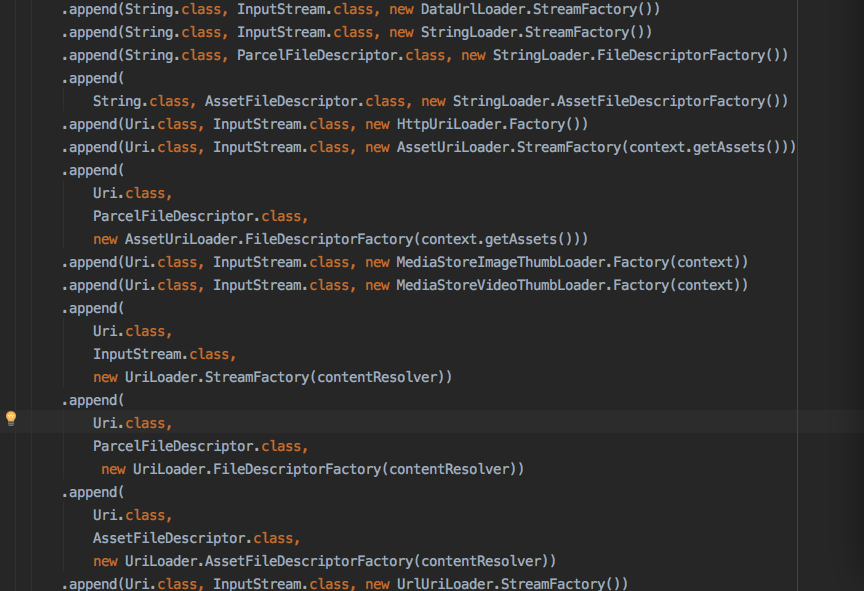 .append(String.class, InputStream.class, new DataUrlLoader.StreamFactory())
.append(String.class, InputStream.class, new StringLoader.StreamFactory())
.append(String.class, ParcelFileDescriptor.class, new StringLoader.FileDescriptorFactory())
.append(
String.class, AssetFileDescriptor.class, new StringLoader.AssetFileDescriptorFactory())
.append(Uri.class, InputStream.class, new HttpUriLoader.Factory())
.append(Uri.class, InputStream.class, new AssetUriLoader.StreamFactory(context.getAssets()))
.append(
Uri.class,
ParcelFileDescriptor.class,
new AssetUriLoader.FileDescriptorFactory(context.getAssets()))
.append(Uri.class, InputStream.class, new MediaStoreImageThumbLoader.Factory(context))
.append(Uri.class, InputStream.class, new MediaStoreVideoThumbLoader.Factory(context))
.append(
Uri.class,
InputStream.class,
new UriLoader.StreamFactory(contentResolver))
.append(
Uri.class,
ParcelFileDescriptor.class,
new UriLoader.FileDescriptorFactory(contentResolver))
.append(
Uri.class,
AssetFileDescriptor.class,
new UriLoader.AssetFileDescriptorFactory(contentResolver))
.append(Uri.class, InputStream.class, new UrlUriLoader.StreamFactory())